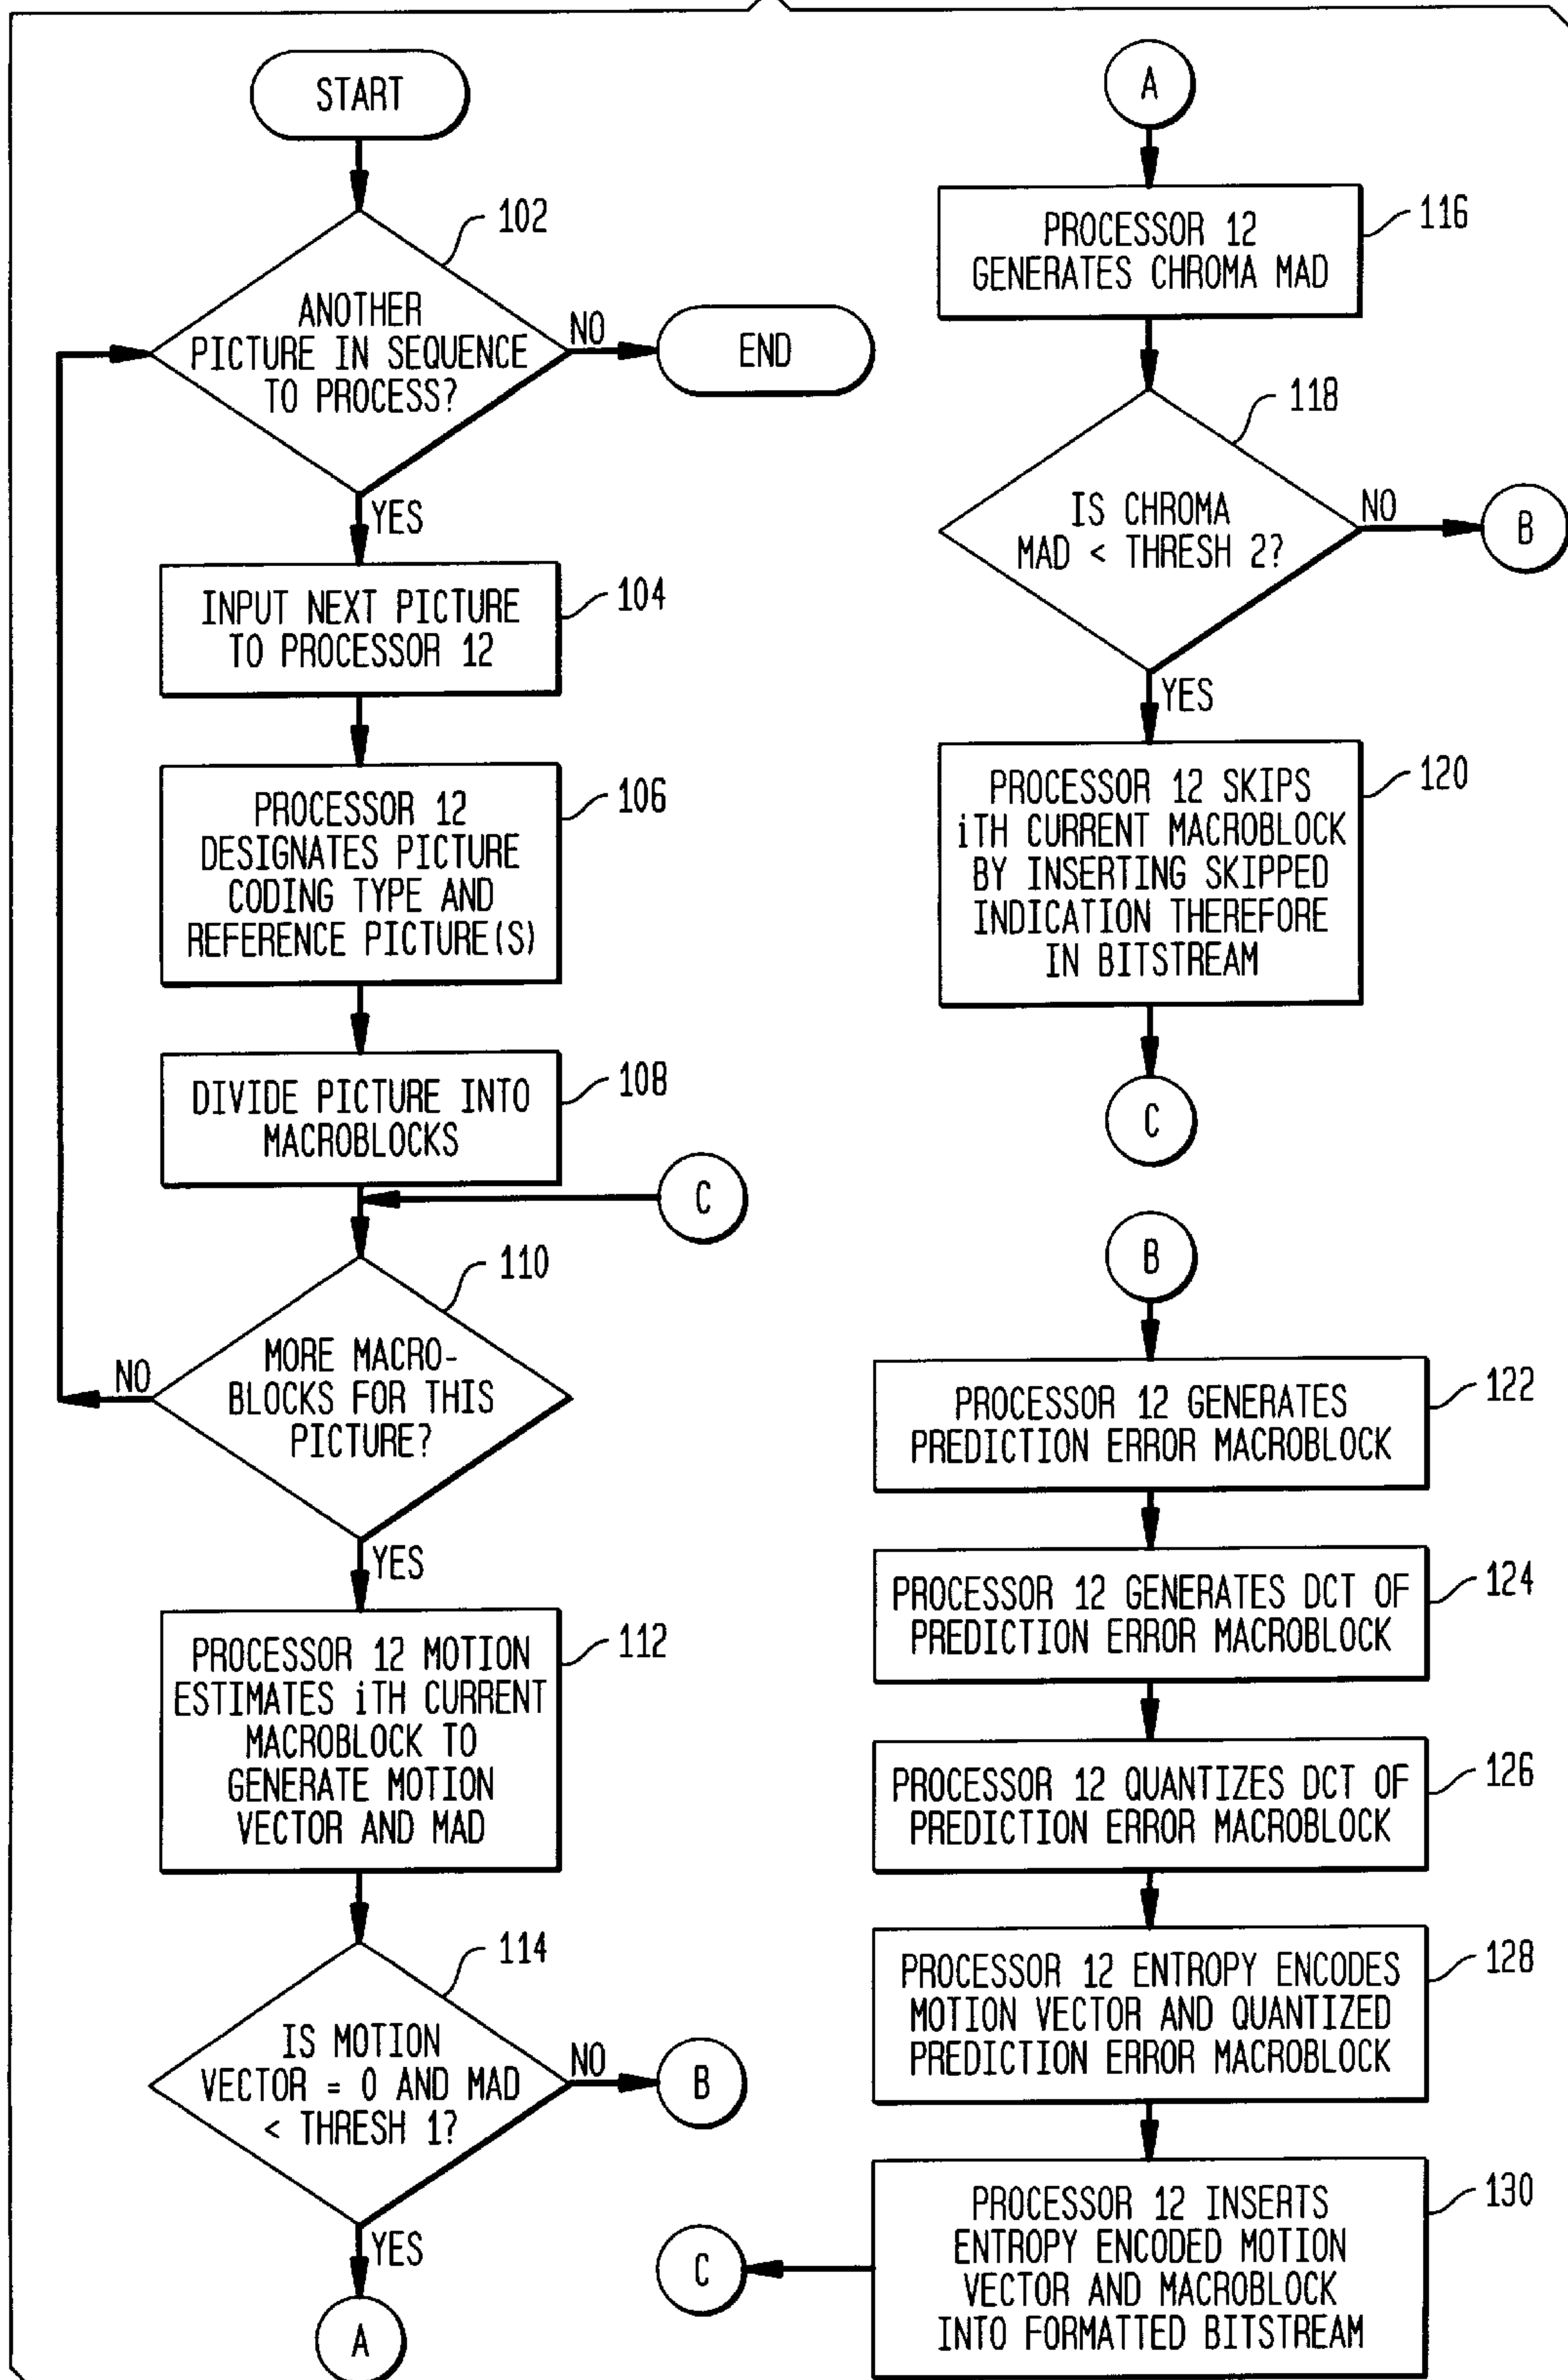 START
102
ANOTHER
PICTURE IN SEQUENCE
TO PROCESS?
NO
END
YES
INPUT NEXT PICTURE
TO PROCESSOR 12
104
PROCESSOR 12
DESIGNATES PICTURE
CODING TYPE AND
REFERENCE PICTURE(S)
106
DIVIDE PICTURE INTO
MACROBLOCKS
108
C
110
MORE MACRO-
BLOCKS FOR THIS
PICTURE?
NO
YES
PROCESSOR 12 MOTION
ESTIMATES iTH CURRENT
MACROBLOCK TO
GENERATE MOTION
VECTOR AND MAD
112
114
IS MOTION
VECTOR = 0 AND MAD
< THRESH 1?
NO
B
YES
A
A
PROCESSOR 12
GENERATES CHROMA MAD
116
118
IS CHROMA
MAD < THRESH 2?
NO
B
YES
PROCESSOR 12 SKIPS
iTH CURRENT MACROBLOCK
BY INSERTING SKIPPED
INDICATION THEREFORE
IN BITSTREAM
120
C
B
PROCESSOR 12 GENERATES
PREDICTION ERROR MACROBLOCK
122
PROCESSOR 12 GENERATES DCT OF
PREDICTION ERROR MACROBLOCK
124
PROCESSOR 12 QUANTIZES DCT OF
PREDICTION ERROR MACROBLOCK
126
PROCESSOR 12 ENTROPY ENCODES
MOTION VECTOR AND QUANTIZED
PREDICTION ERROR MACROBLOCK
128
PROCESSOR 12 INSERTS
ENTROPY ENCODED MOTION
VECTOR AND MACROBLOCK
INTO FORMATTED BITSTREAM
130
C